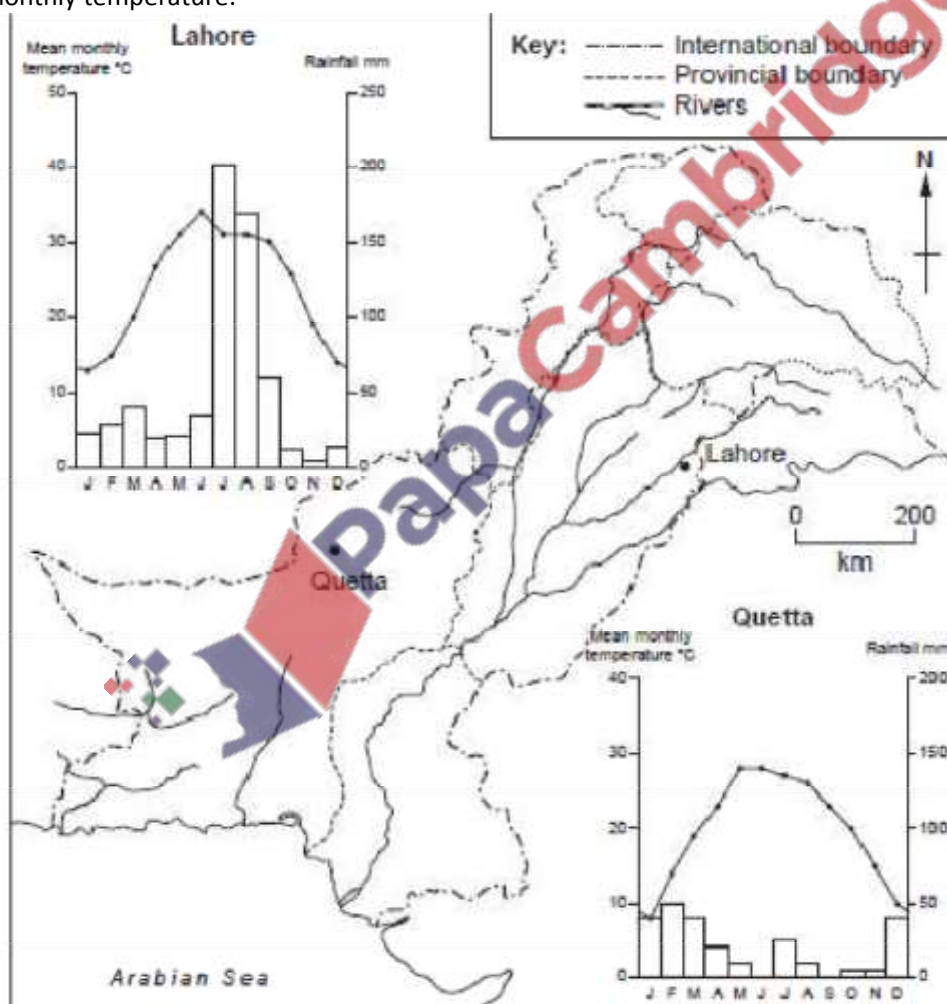 monthly temperature.
Lahore
Mean monthly
temperature °C
Rainfall mm
50
40
30
20
10
0
250
200
150
100
50
0
J F M A M J J A S O N D
Key:
International boundary
Provincial boundary
Rivers
PapaCambridge
N
Lahore
0 200
km
Quetta
Quetta
Mean monthly
temperature °C
Rainfall mm
40
30
20
10
0
200
150
100
50
0
J F M A M J J A S O N D
Arabian Sea